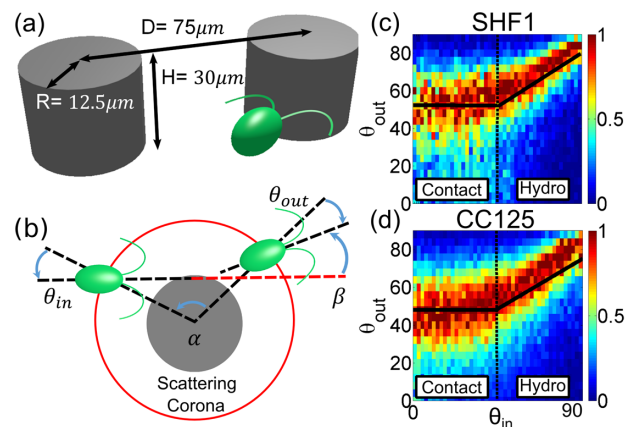 (a)
D= 75μm
R= 12.5μm
H= 30μm
(b)
θin
θout
β
α
Scattering
Corona
(c)
SHF1
θout
80
60
40
20
0
Contact
Hydro
1
0.5
0
(d)
CC125
θout
80
60
40
20
0
Contact
Hydro
0
θin
90
1
0.5
0